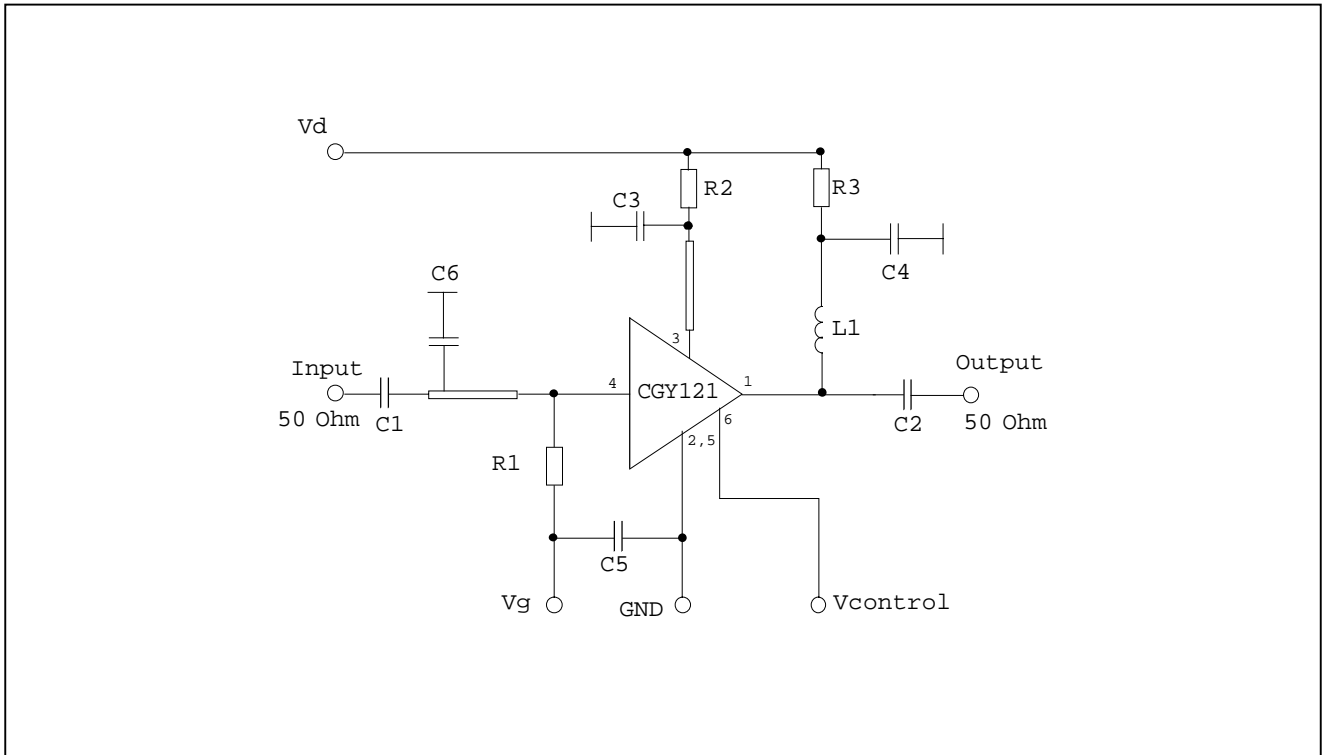 Vd
R2
R3
C3
C4
C6
L1
3
Input
Output
4
CGY121
1
50 Ohm
C1
6
C2
50 Ohm
2,5
R1
C5
Vg
GND
Vcontrol